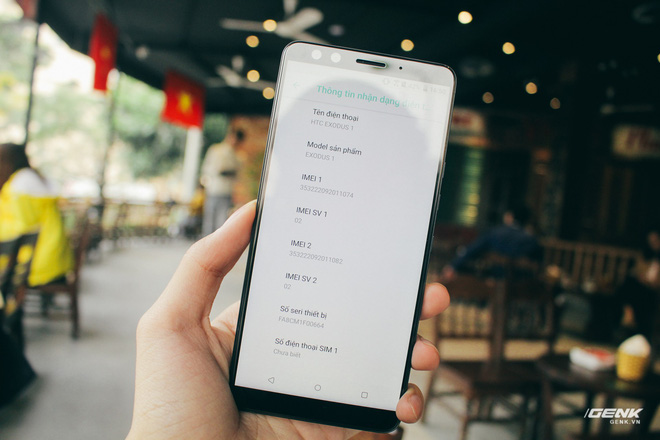 Thông tin nhận dạng
Tên điện thoại
HTC EXODUS 1
Model sản phẩm
EXODUS 1
IMEI 1
353222092011074
IMEI SV 1
02
IMEI 2
353223092011082
IMEI SV 2
02
Số seri thiết bị
FA8CM1F00664
Số điện thoại SIM 1
Chưa biết
GENK
GENK.VN